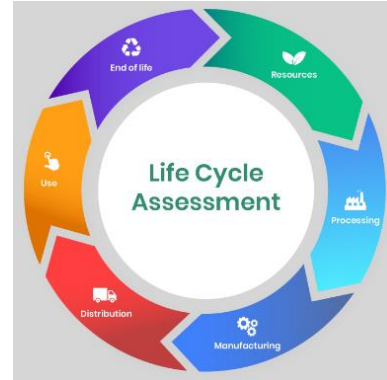 Life Cycle
Assessment
Resources
Processing
Manufacturing
Distribution
Use
End of life